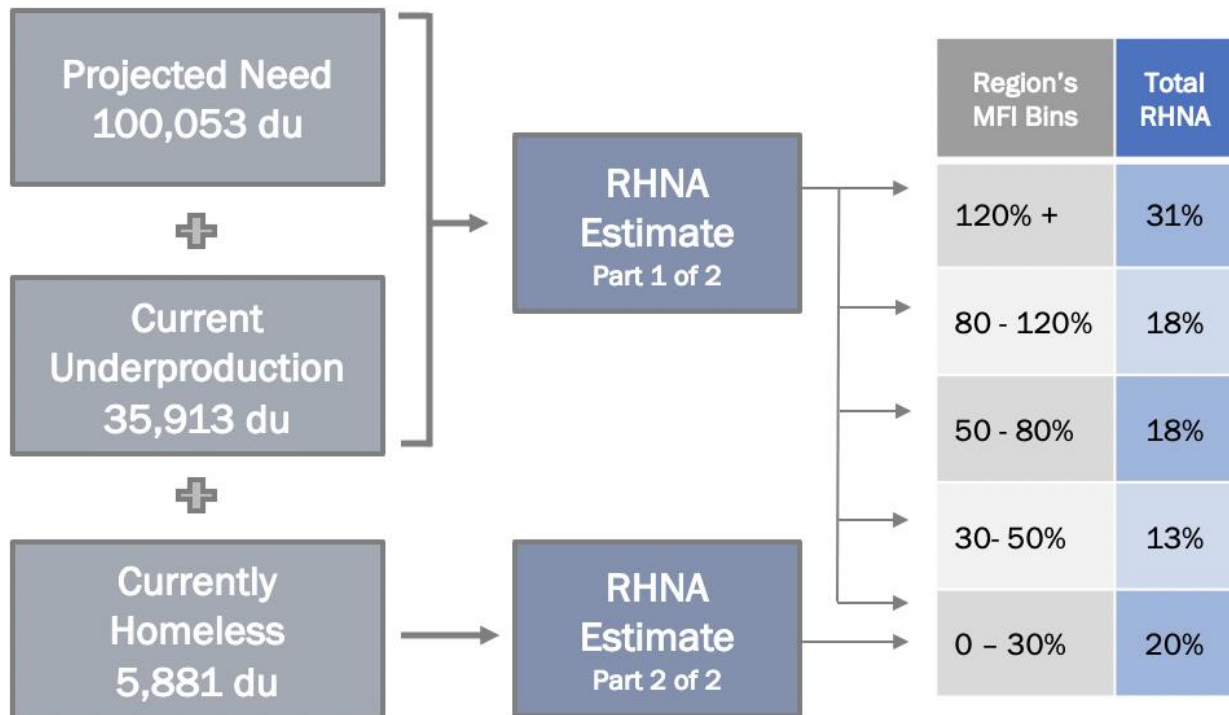 Projected Need
100,053 du
Current
Underproduction
35,913 du
Currently
Homeless
5,881 du
RHNA
Estimate
Part 1 of 2
RHNA
Estimate
Part 2 of 2
Region's Total
MFI Bins RHNA
120% + 31%
80 - 120% 18%
50 - 80% 18%
30- 50% 13%
0 – 30% 20%